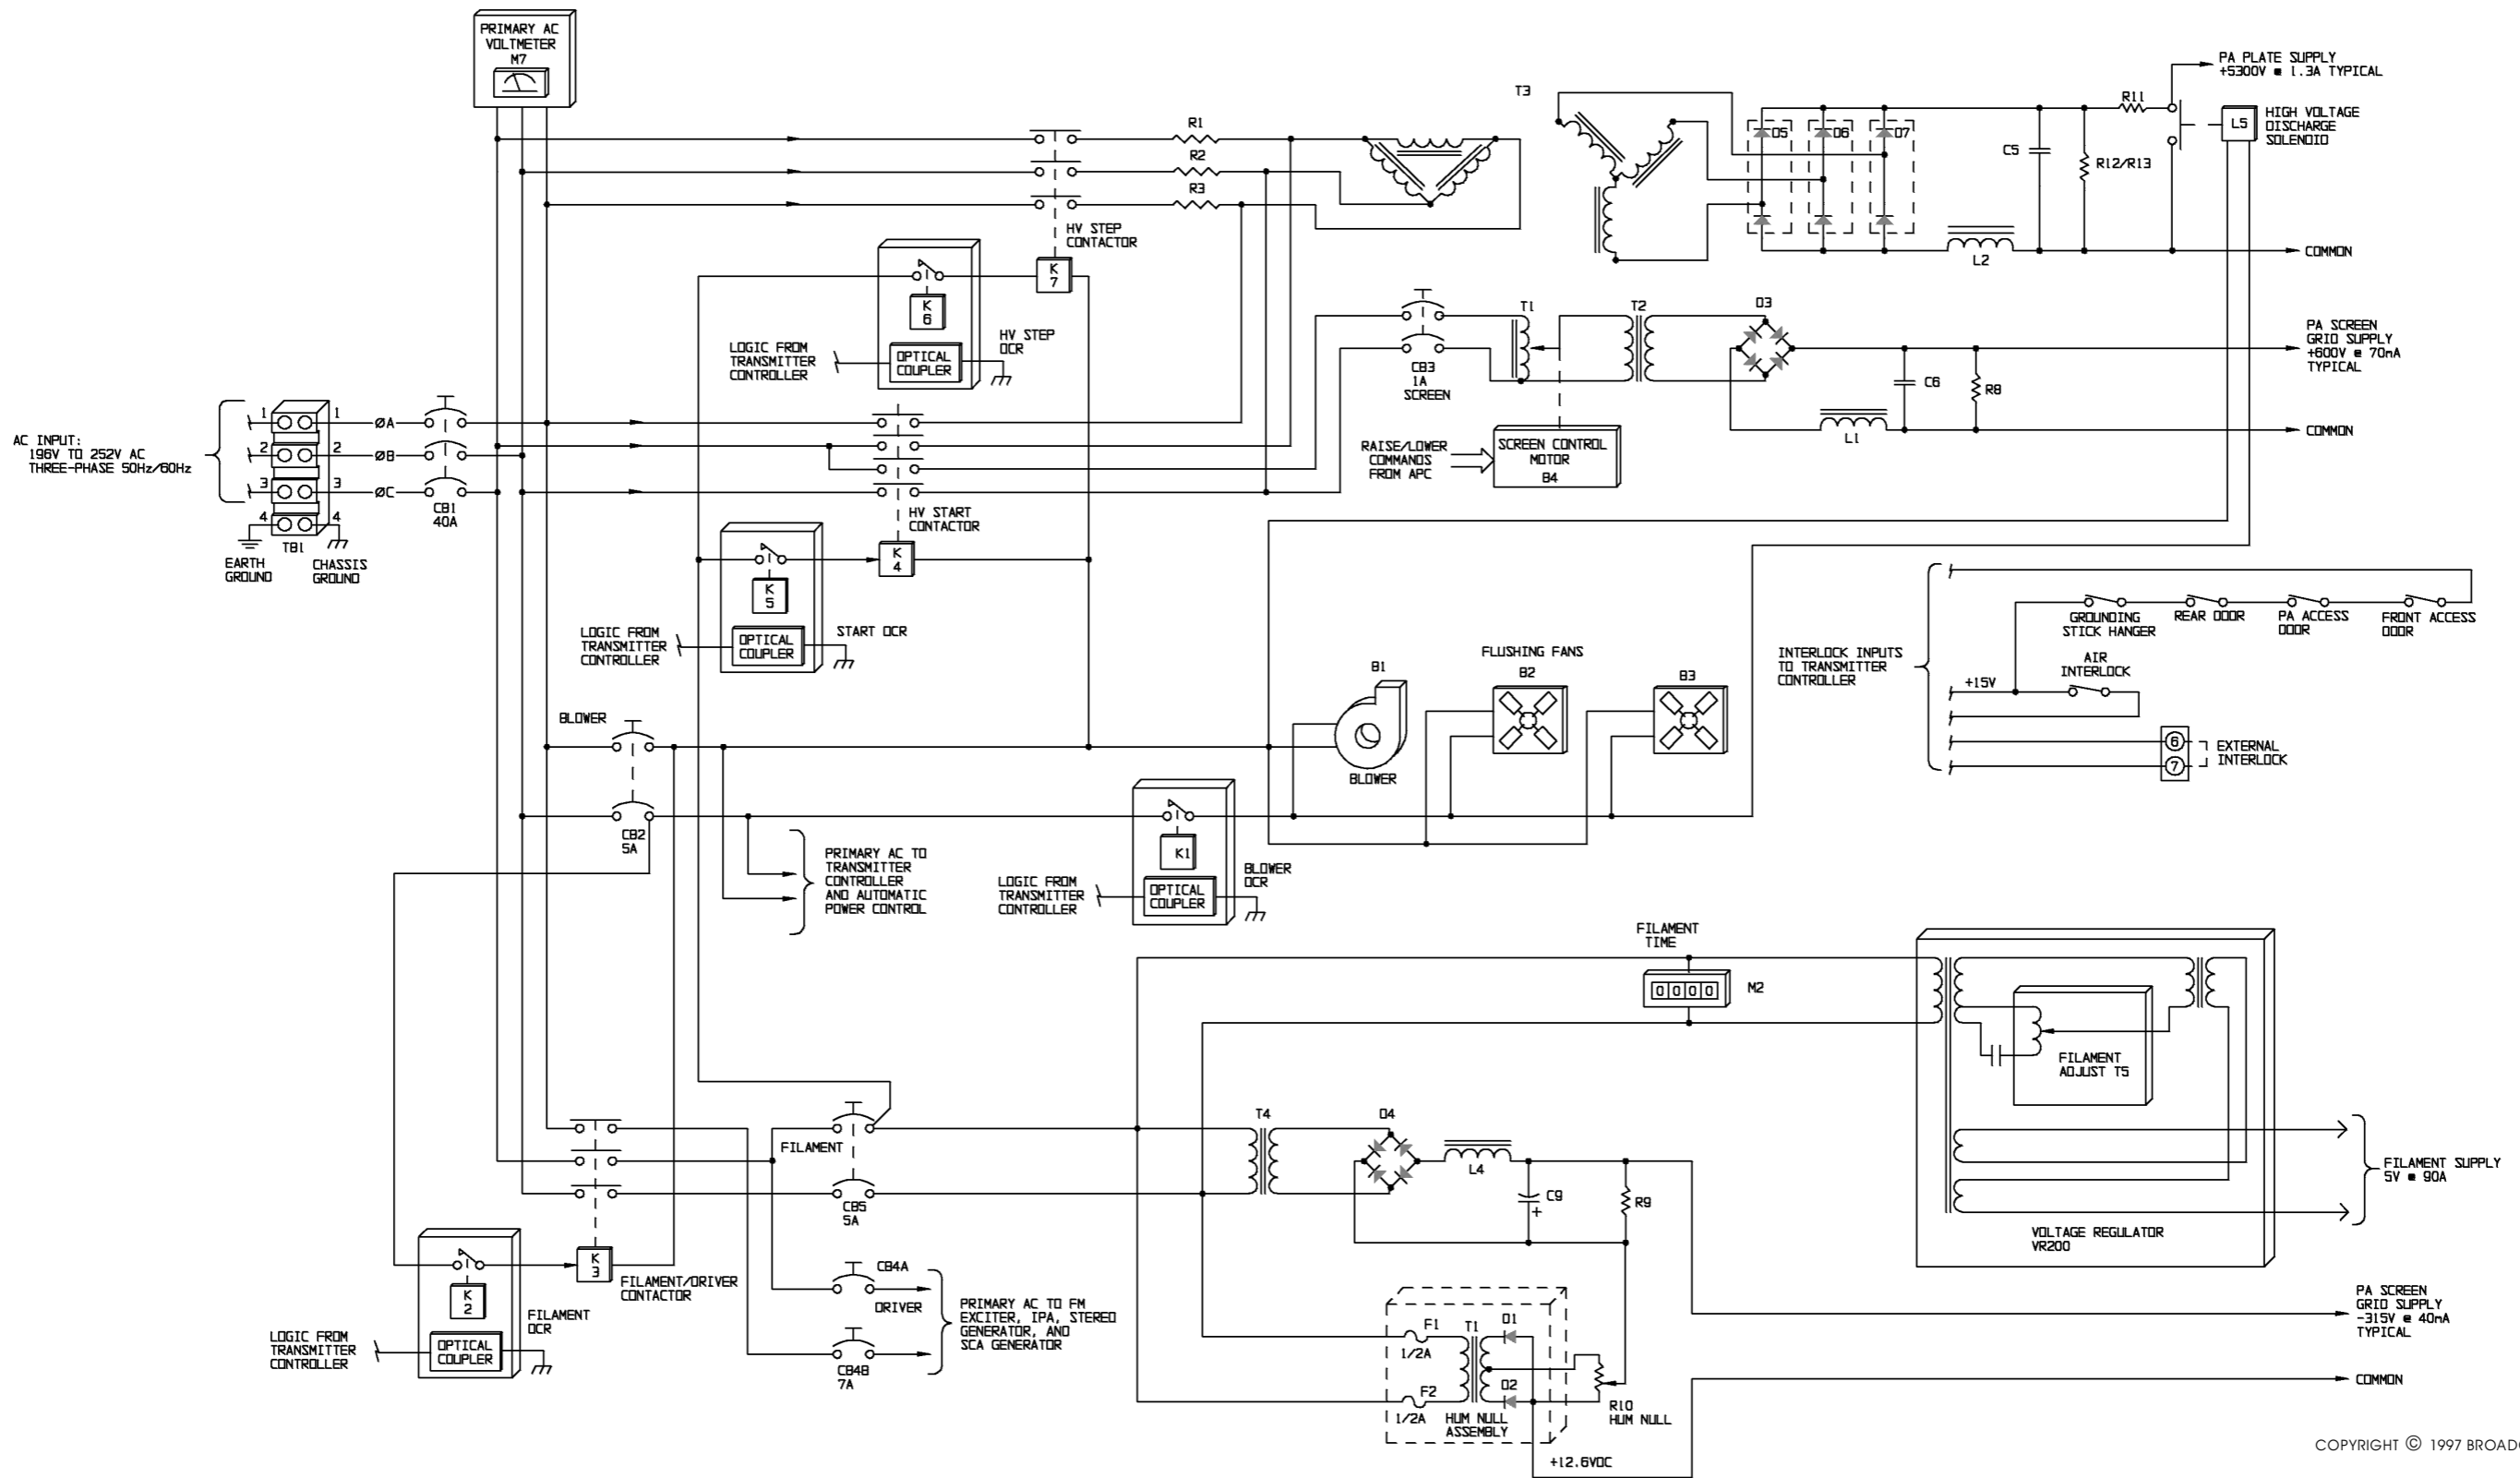 PRIMARY AC
VOLTMETER
M7
R1
R2
R3
HV STEP
CONTACTOR
K
7
K
6
HV STEP
OCR
LOGIC FROM
TRANSMITTER
CONTROLLER
OPTICAL
COUPLER
T3
D5
D6
D7
C5
R11
R12/R13
L2
PA PLATE SUPPLY
+5300V @ 1.3A TYPICAL
L5
HIGH VOLTAGE
DISCHARGE
SOLENOID
COMMON
CB3
1A
SCREEN
T1
T2
D3
C6
R8
L1
PA SCREEN
GRID SUPPLY
+600V @ 70mA
TYPICAL
COMMON
RAISE/LOWER
COMMANDS
FROM APC
SCREEN CONTROL
MOTOR
B4
AC INPUT:
196V TO 252V AC
THREE-PHASE 50Hz/60Hz
1
1
2
2
3
3
4
4
TB1
EARTH
GROUND
CHASSIS
GROUND
ØA
ØB
ØC
CB1
40A
HV START
CONTACTOR
K
4
K
5
START OCR
LOGIC FROM
TRANSMITTER
CONTROLLER
OPTICAL
COUPLER
INTERLOCK INPUTS
TO TRANSMITTER
CONTROLLER
GROUNDING
STICK HANGER
REAR DOOR
PA ACCESS
DOOR
FRONT ACCESS
DOOR
AIR
INTERLOCK
+15V
6
7
EXTERNAL
INTERLOCK
BLOWER
CB2
5A
PRIMARY AC TO
TRANSMITTER
CONTROLLER
AND AUTOMATIC
POWER CONTROL
B1
BLOWER
FLUSHING FANS
B2
B3
K1
BLOWER
OCR
LOGIC FROM
TRANSMITTER
CONTROLLER
OPTICAL
COUPLER
FILAMENT
TIME
0 0 0 0
M2
FILAMENT
ADJUST T5
VOLTAGE REGULATOR
VR200
FILAMENT SUPPLY
5V @ 90A
FILAMENT
CB5
5A
T4
D4
L4
C9
+
R9
K
3
FILAMENT/DRIVER
CONTACTOR
K
2
FILAMENT
OCR
LOGIC FROM
TRANSMITTER
CONTROLLER
OPTICAL
COUPLER
CB4A
DRIVER
CB4B
7A
PRIMARY AC TO FM
EXCITER, IPA, STEREO
GENERATOR, AND
SCA GENERATOR
F1
1/2A
F2
1/2A
T1
D1
D2
HUM NULL
ASSEMBLY
R10
HUM NULL
+12.6VDC
PA SCREEN
GRID SUPPLY
-315V @ 40mA
TYPICAL
COMMON
COPYRIGHT © 1997 BROADC